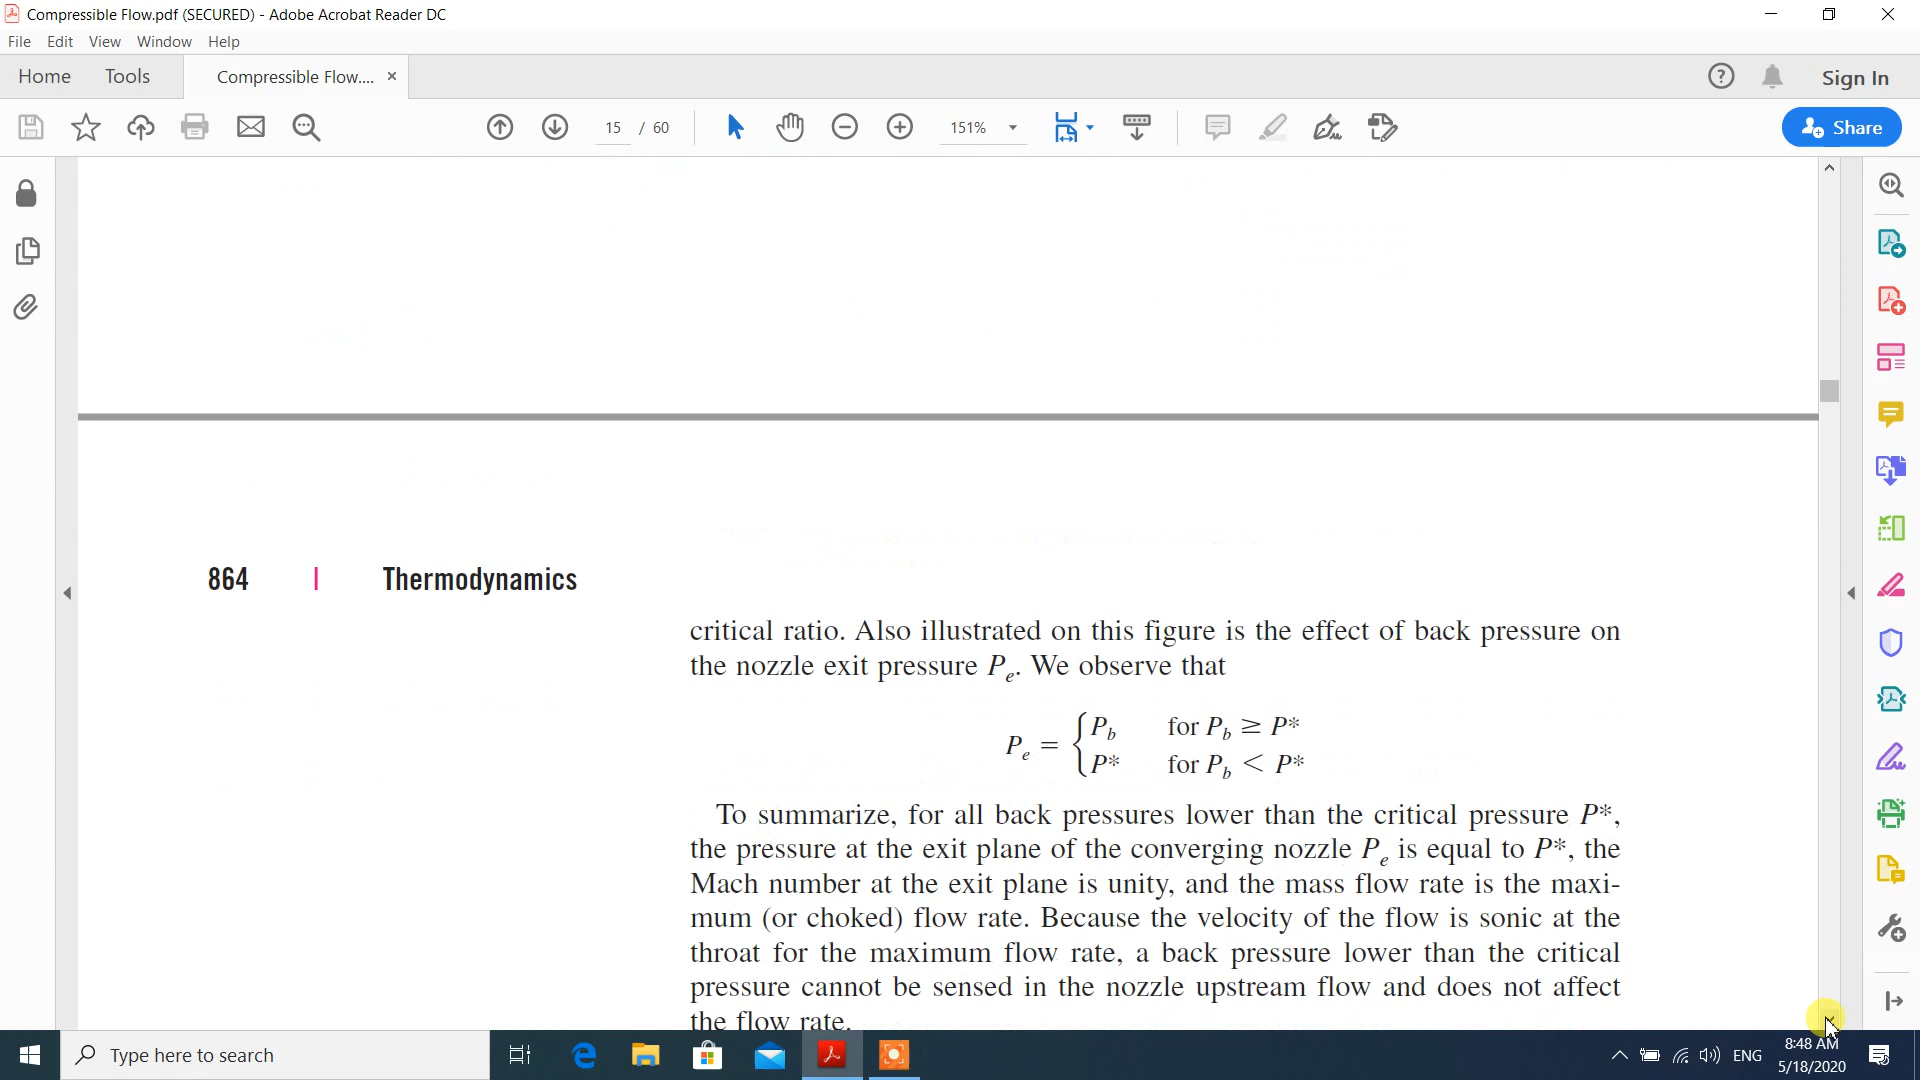 Compressible Flow.pdf (SECURED) - Adobe Acrobat Reader DC
File Edit View Window Help
Home Tools Compressible Flow.... × Sign In
15 / 60 151% Share
864 | Thermodynamics
critical ratio. Also illustrated on this figure is the effect of back pressure on
the nozzle exit pressure Pₑ. We observe that
Pₑ = { P_b for P_b ≥ P*
P* for P_b < P*
To summarize, for all back pressures lower than the critical pressure P*,
the pressure at the exit plane of the converging nozzle Pₑ is equal to P*, the
Mach number at the exit plane is unity, and the mass flow rate is the maxi-
mum (or choked) flow rate. Because the velocity of the flow is sonic at the
throat for the maximum flow rate, a back pressure lower than the critical
pressure cannot be sensed in the nozzle upstream flow and does not affect
the flow rate.
Type here to search ENG 8:48 AM
5/18/2020